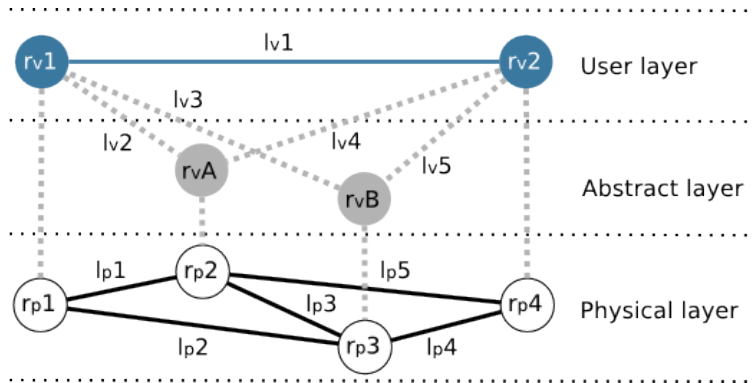 lv1
rv1
rv2
User layer
lv3
lv2
lv4
lv5
rvA
rvB
Abstract layer
lp1
rp2
lp5
rp1
lp3
rp4
Physical layer
lp2
rp3
lp4